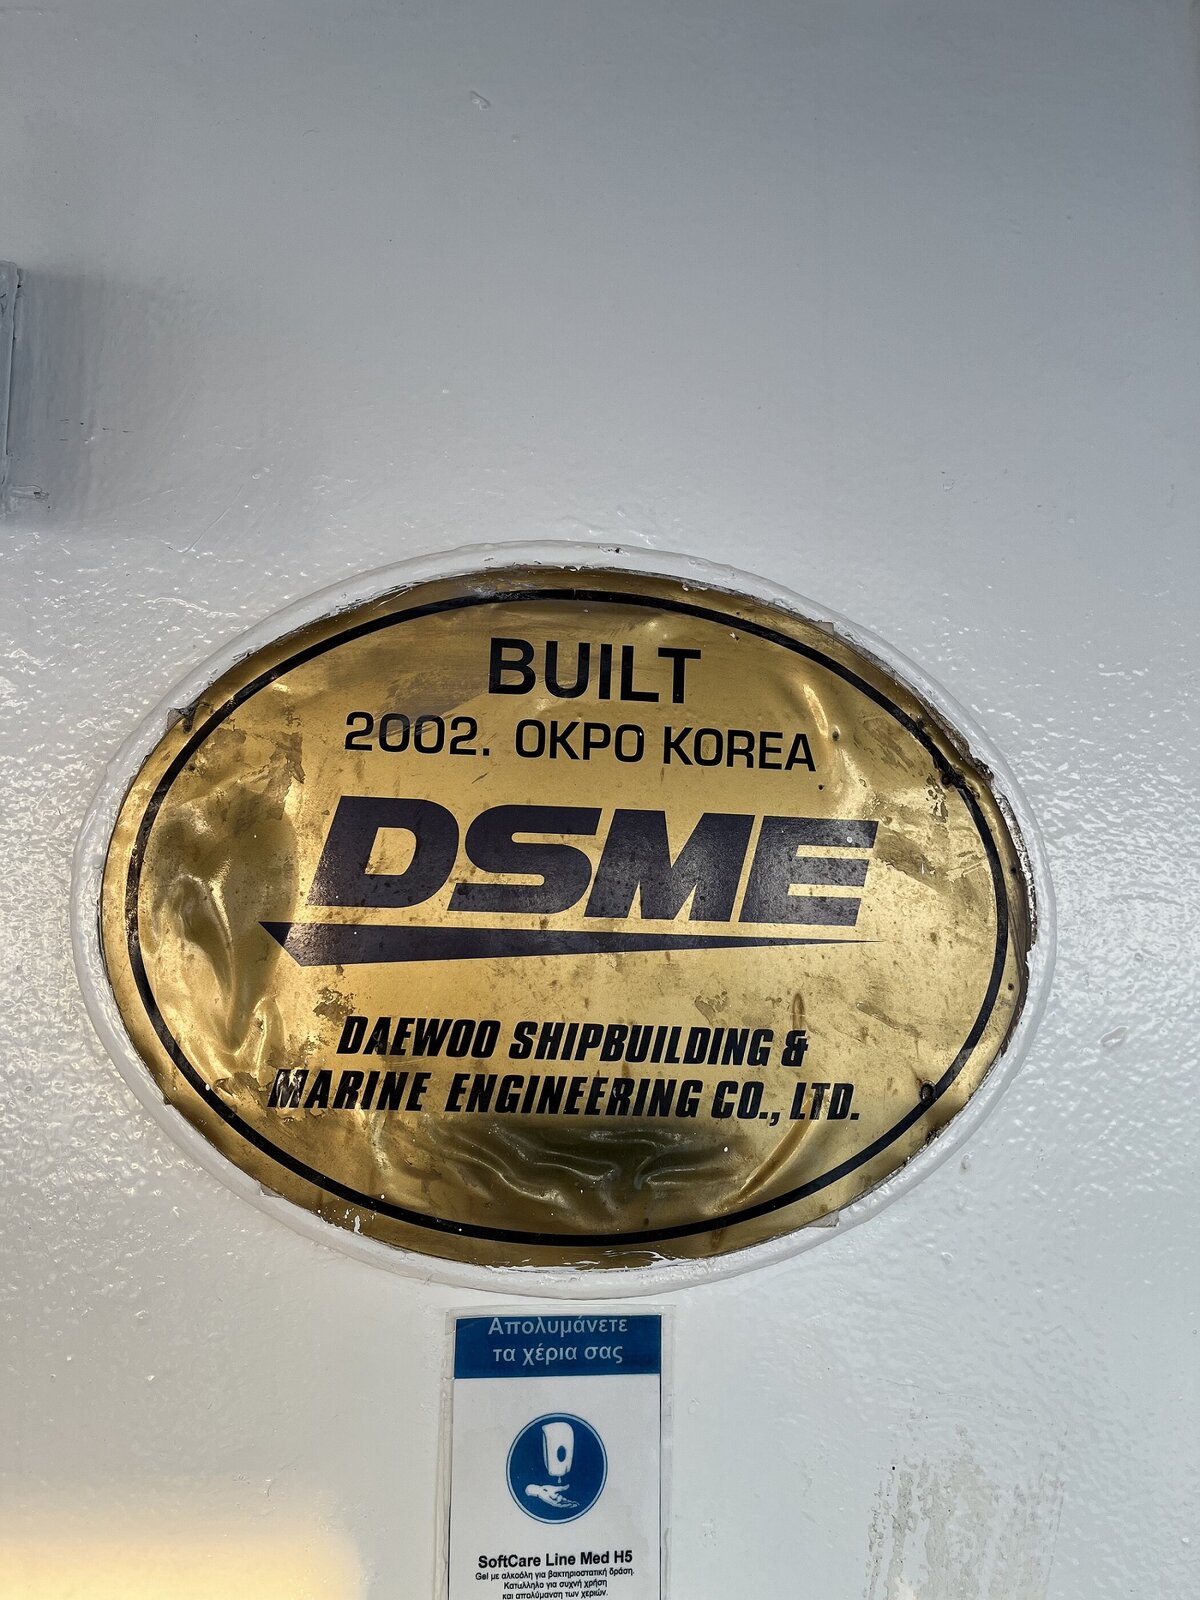 BUILT
2002. OKPO KOREA
DSME
DAEWOO SHIPBUILDING &
MARINE ENGINEERING CO., LTD.
Απολυμάνετε
τα χέρια σας
SoftCare Line Med H5
Gel με αλκοόλη για βακτηριοστατική δράση.
Κατάλληλο για συχνή χρήση
και απολύμανση των χεριών.